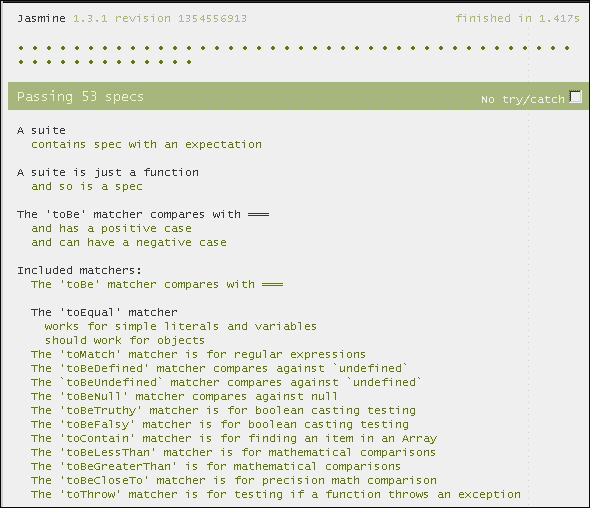 Jasmine 1.3.1 revision 1354556913 finished in 1.417s
Passing 53 specs No try/catch
A suite
contains spec with an expectation
A suite is just a function
and so is a spec
The 'toBe' matcher compares with ===
and has a positive case
and can have a negative case
Included matchers:
The 'toBe' matcher compares with ===
The 'toEqual' matcher
works for simple literals and variables
should work for objects
The 'toMatch' matcher is for regular expressions
The 'toBeDefined' matcher compares against `undefined`
The `toBeUndefined` matcher compares against `undefined`
The 'toBeNull' matcher compares against null
The 'toBeTruthy' matcher is for boolean casting testing
The 'toBeFalsy' matcher is for boolean casting testing
The 'toContain' matcher is for finding an item in an Array
The 'toBeLessThan' matcher is for mathematical comparisons
The 'toBeGreaterThan' is for mathematical comparisons
The 'toBeCloseTo' matcher is for precision math comparison
The 'toThrow' matcher is for testing if a function throws an exception